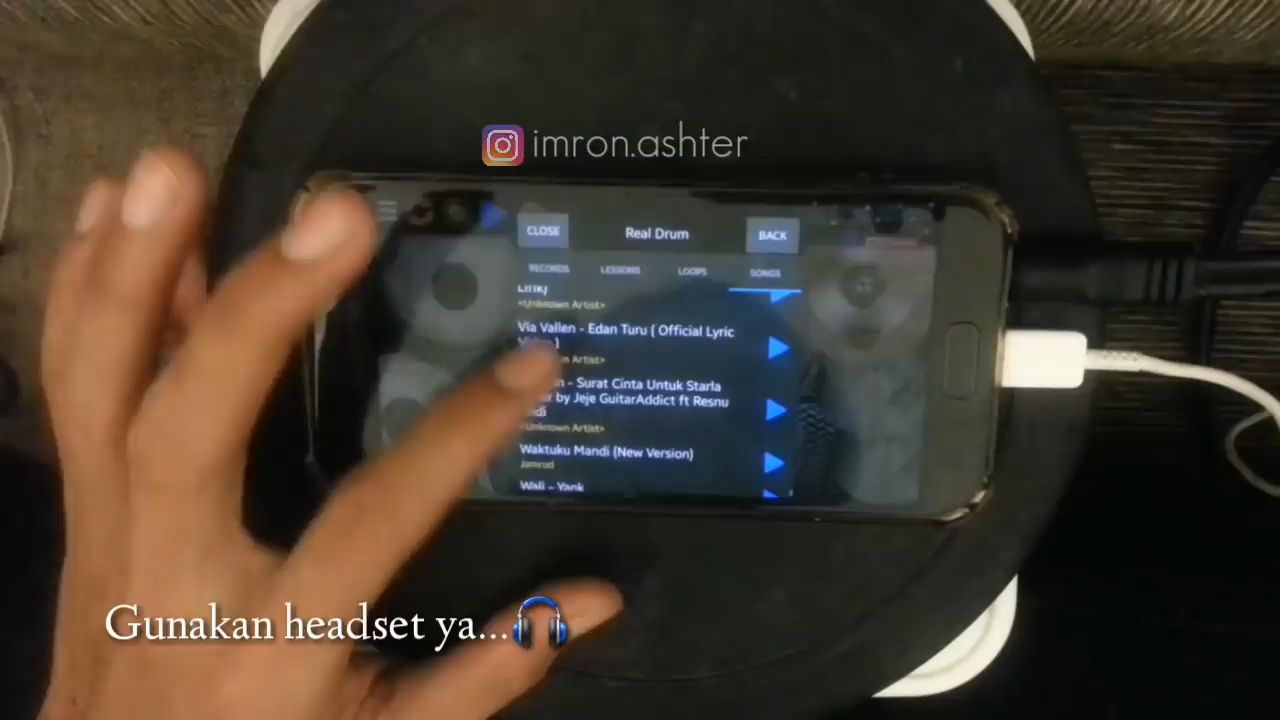 imron.ashter
CLOSE
Real Drum
BACK
RECORDS
LESSONS
LOOPS
SONGS
Linkj
<Unknown Artist>
Via Vallen - Edan Turu ( Official Lyric
Artist>
- Surat Cinta Untuk Starla
by Jeje GuitarAddict ft Resnu
<Unknown Artist>
Waktuku Mandi (New Version)
Jamrud
Wali - Yank
Gunakan headset ya...